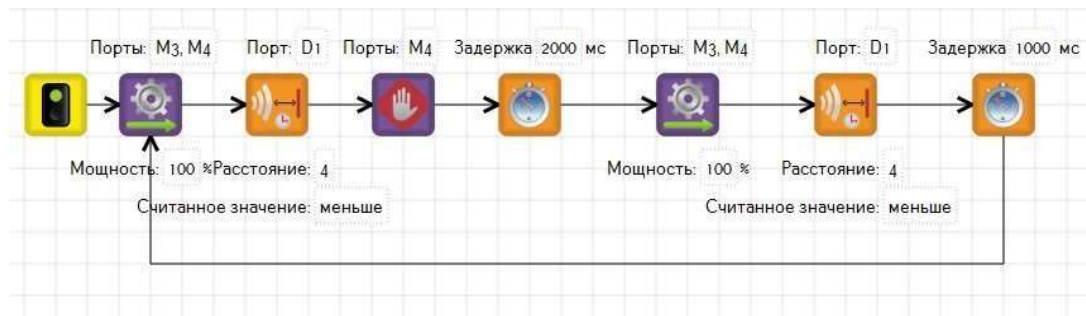 Порты: M3, M4 Порт: D1 Порты: M4 Задержка 2000 мс Порты: M3, M4 Порт: D1 Задержка 1000 мс
Мощность: 100 % Расстояние: 4 Мощность: 100 % Расстояние: 4
Считанное значение: меньше Считанное значение: меньше